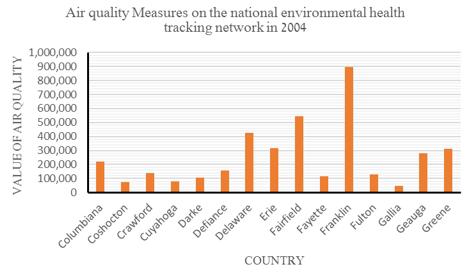 Air quality Measures on the national environmental health
tracking network in 2004
VALUE OF AIR QUALITY
1,000,000
900,000
800,000
700,000
600,000
500,000
400,000
300,000
200,000
100,000
0
Columbiana
Coshocton
Crawford
Cuyahoga
Darke
Defiance
Delaware
Erie
Fairfield
Fayette
Franklin
Fulton
Gallia
Geauga
Greene
COUNTRY